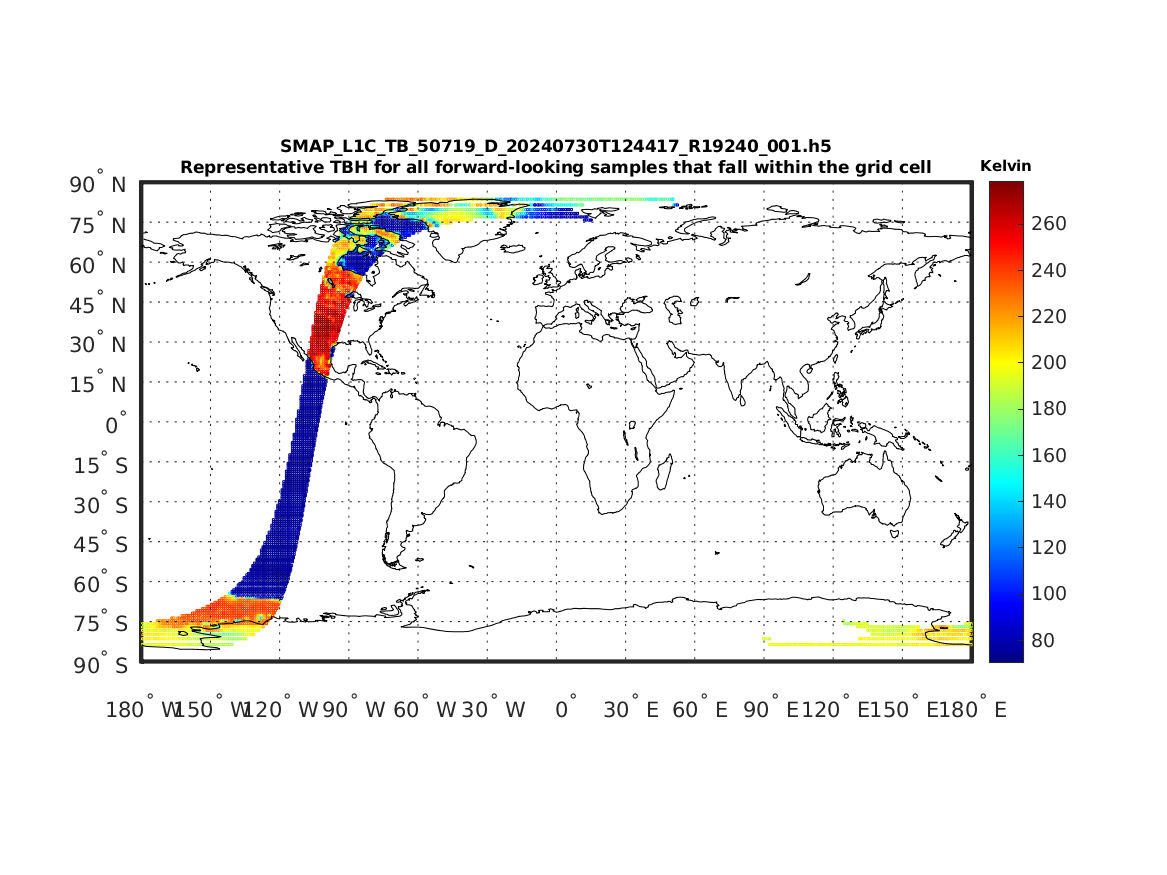 SMAP_L1C_TB_50719_D_20240730T124417_R19240_001.h5
Representative TBH for all forward-looking samples that fall within the grid cell
Kelvin
90° N
75° N
60° N
45° N
30° N
15° N
0°
15° S
30° S
45° S
60° S
75° S
90° S
260
240
220
200
180
160
140
120
100
80
180° W 150° W 120° W 90° W 60° W 30° W 0° 30° E 60° E 90° E 120° E 150° E 180° E